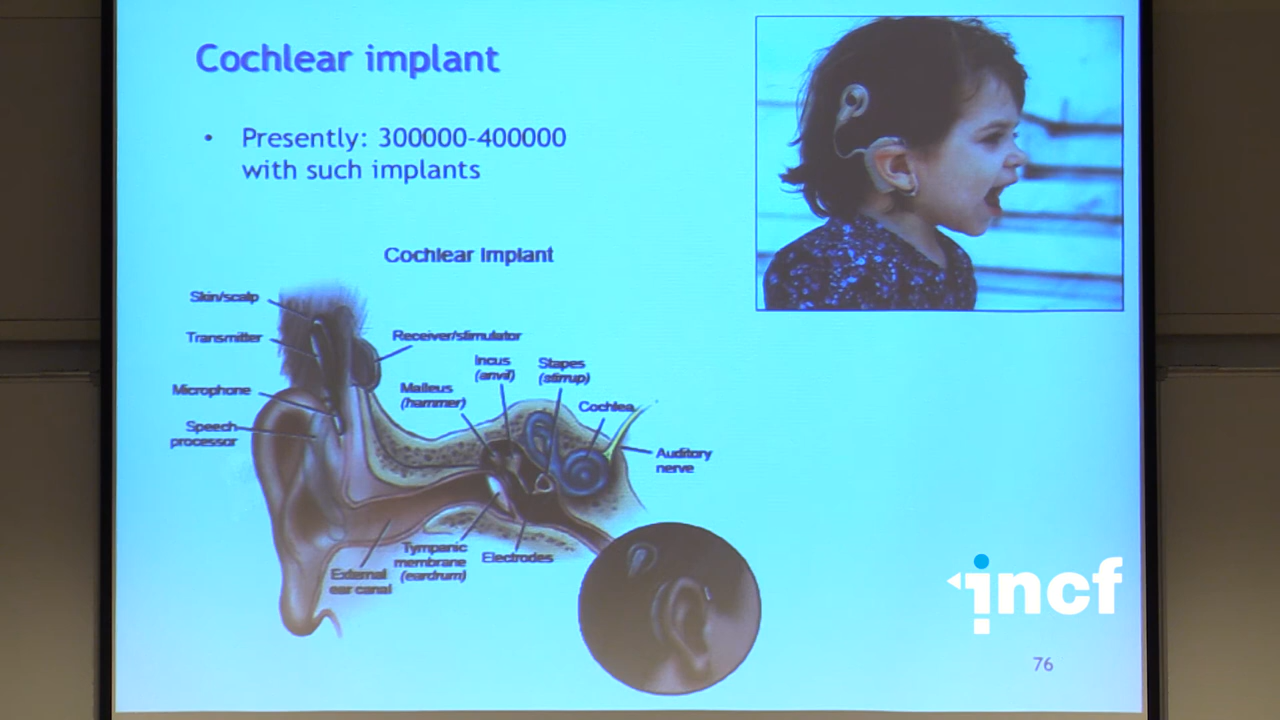 Cochlear implant
• Presently: 300000-400000
with such implants
Cochlear Implant
Skin/scalp
Transmitter
Microphone
Speech
processor
Receiver/stimulator
Incus
(anvil)
Stapes
(stirrup)
Malleus
(hammer)
Cochlea
Auditory
nerve
Tympanic
membrane
(eardrum)
Electrodes
External
ear canal
incf
76